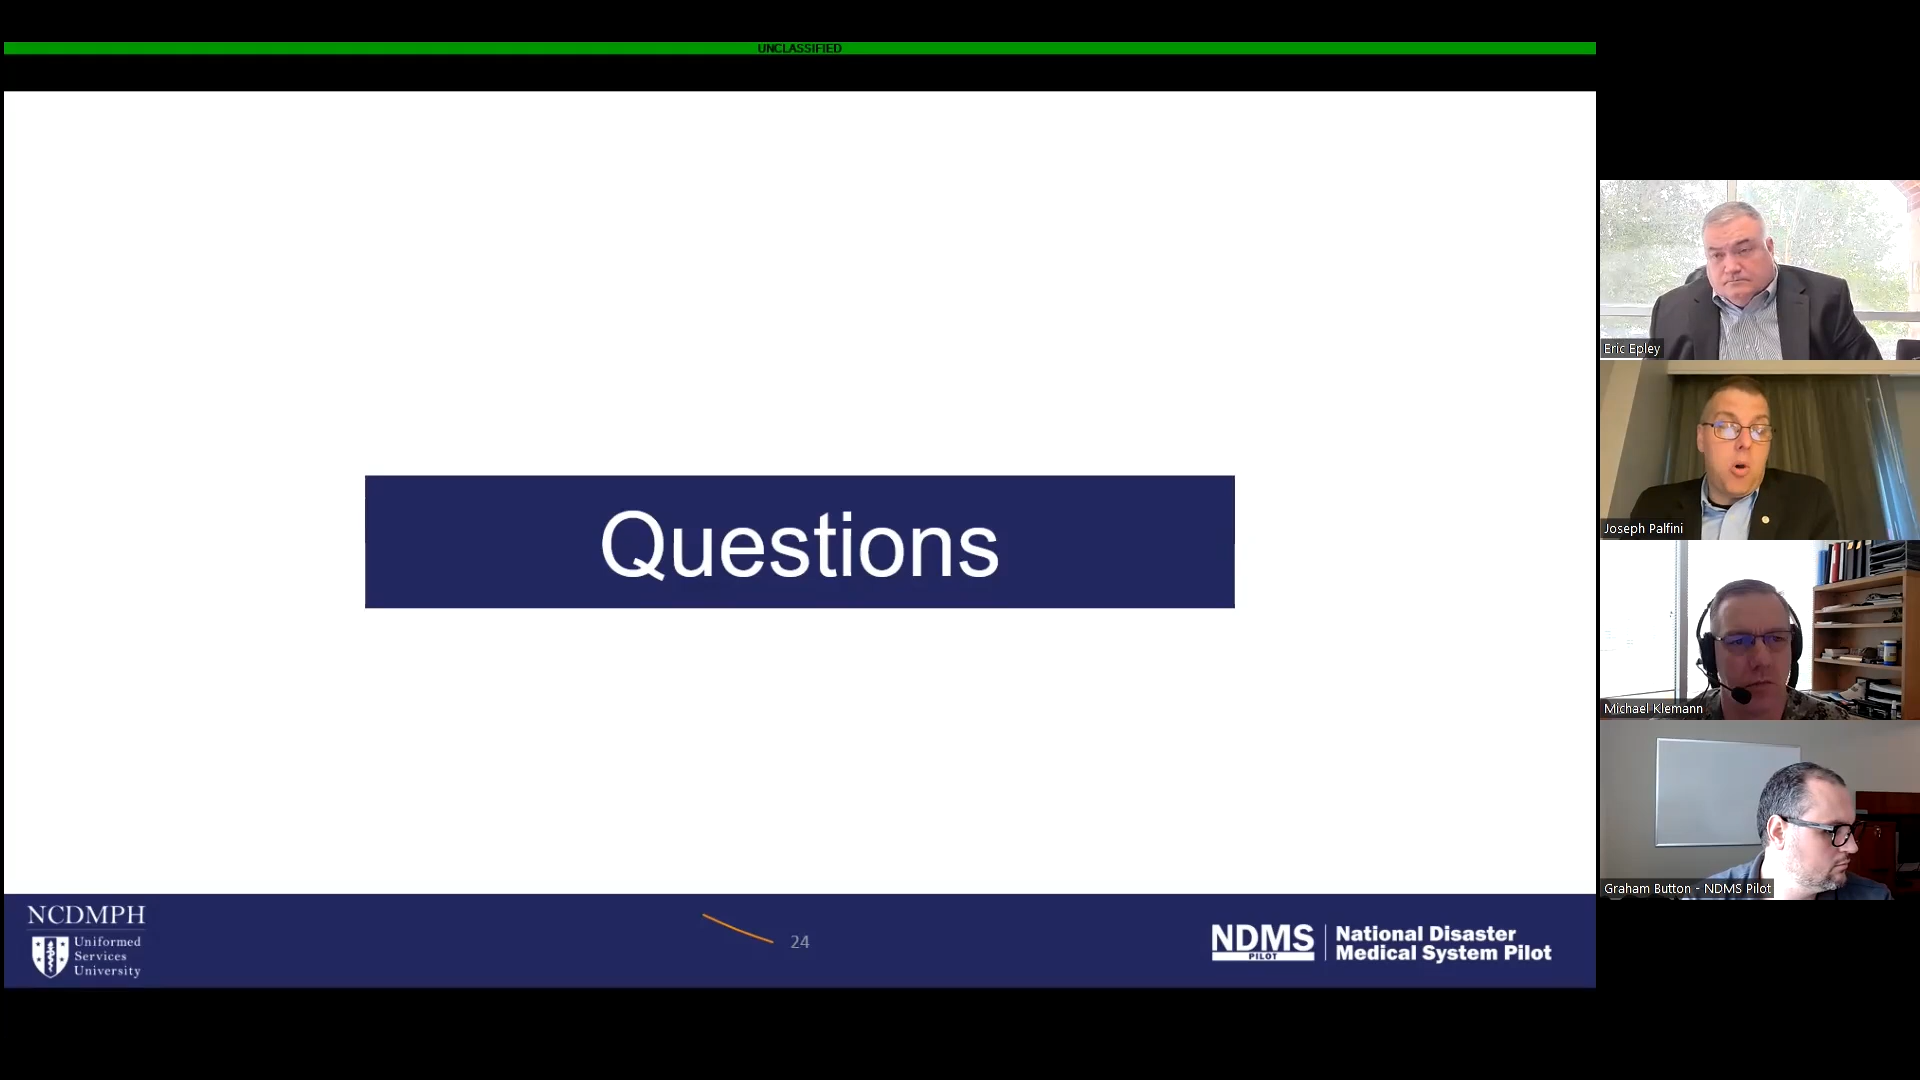 UNCLASSIFIED
Questions
NCDMPH
Uniformed
Services
University
24
NDMS
PILOT
National Disaster
Medical System Pilot
Eric Epley
Joseph Palfini
Michael Klemann
Graham Button - NDMS Pilot